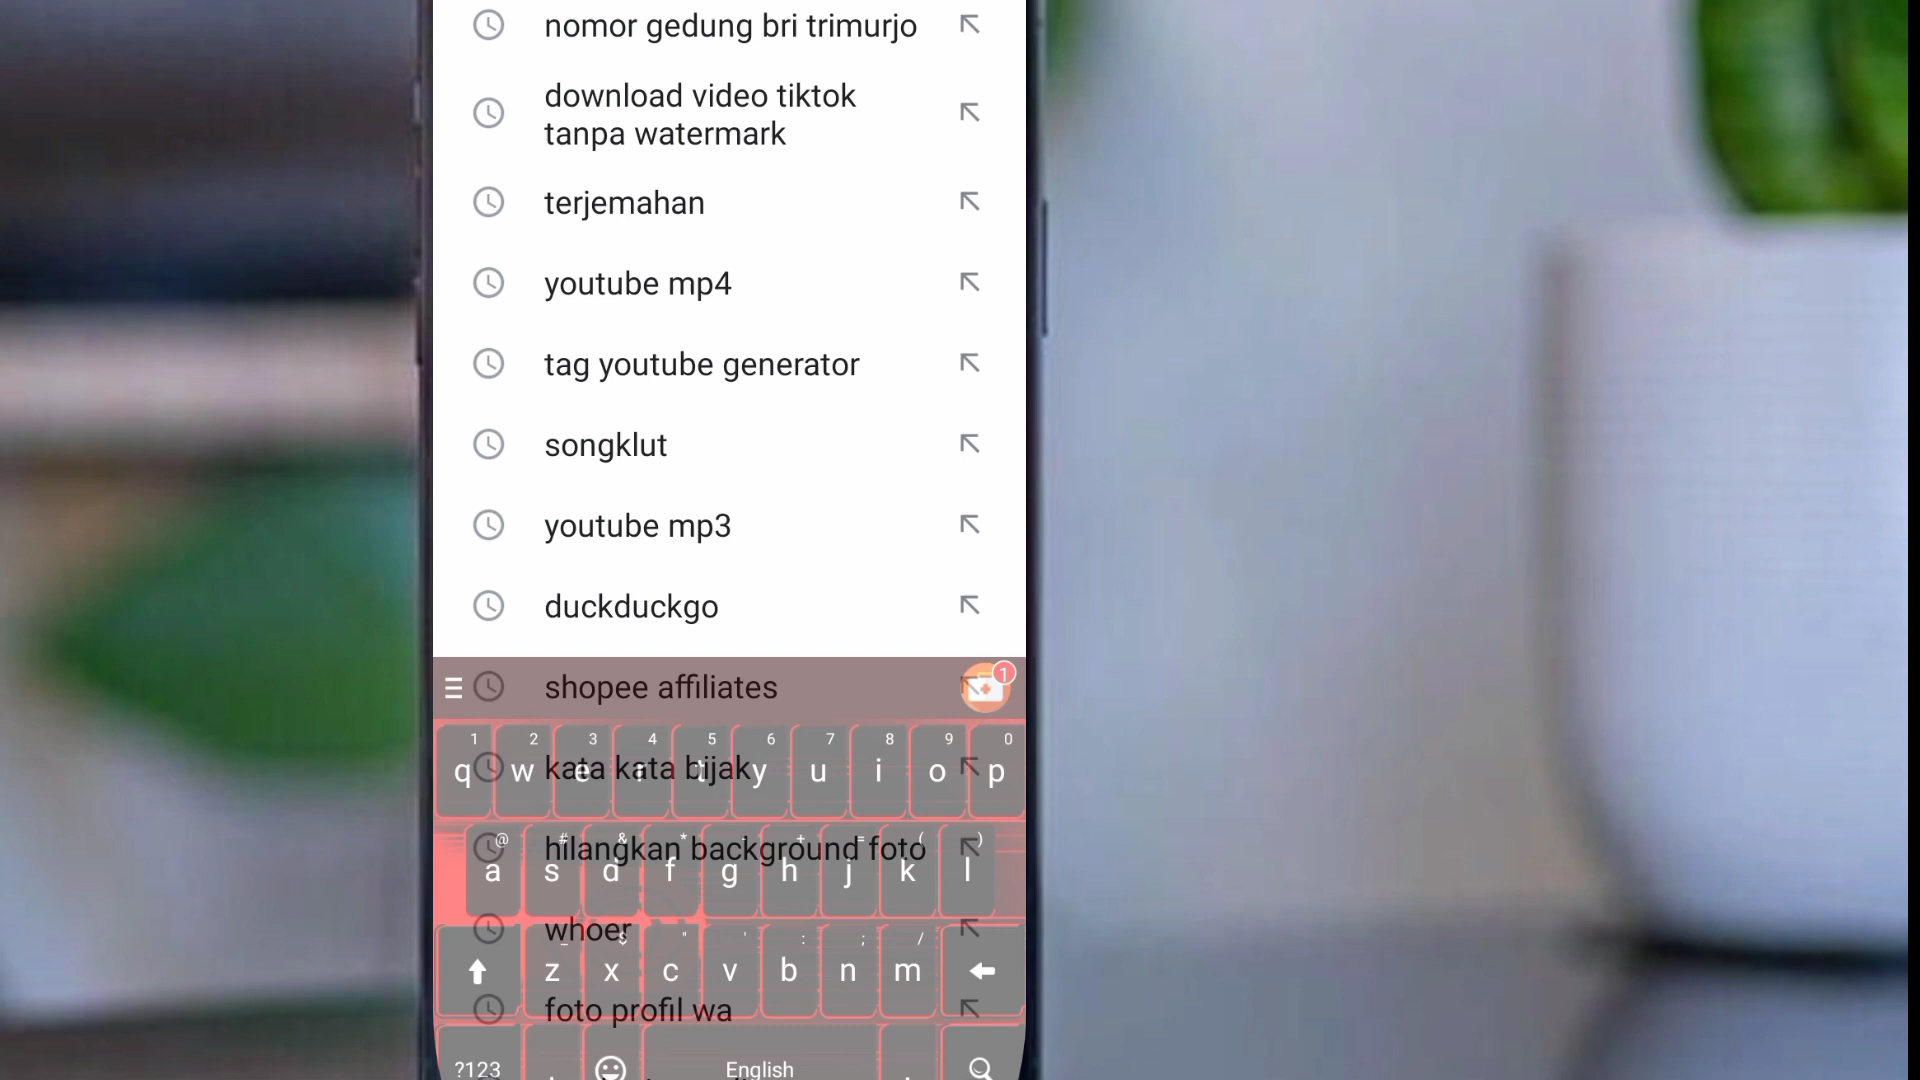 nomor gedung bri trimurjo
download video tiktok
tanpa watermark
terjemahan
youtube mp4
tag youtube generator
songklut
youtube mp3
duckduckgo
shopee affiliates
1
kata kata bijak
1 2 3 4 5 6 7 8 9 0
q w e r t y u i o p
hilangkan background foto
@ # & * - + = ( )
a s d f g h j k l
whoer
_ $ " ' : ; /
z x c v b n m
foto profil wa
?123 English